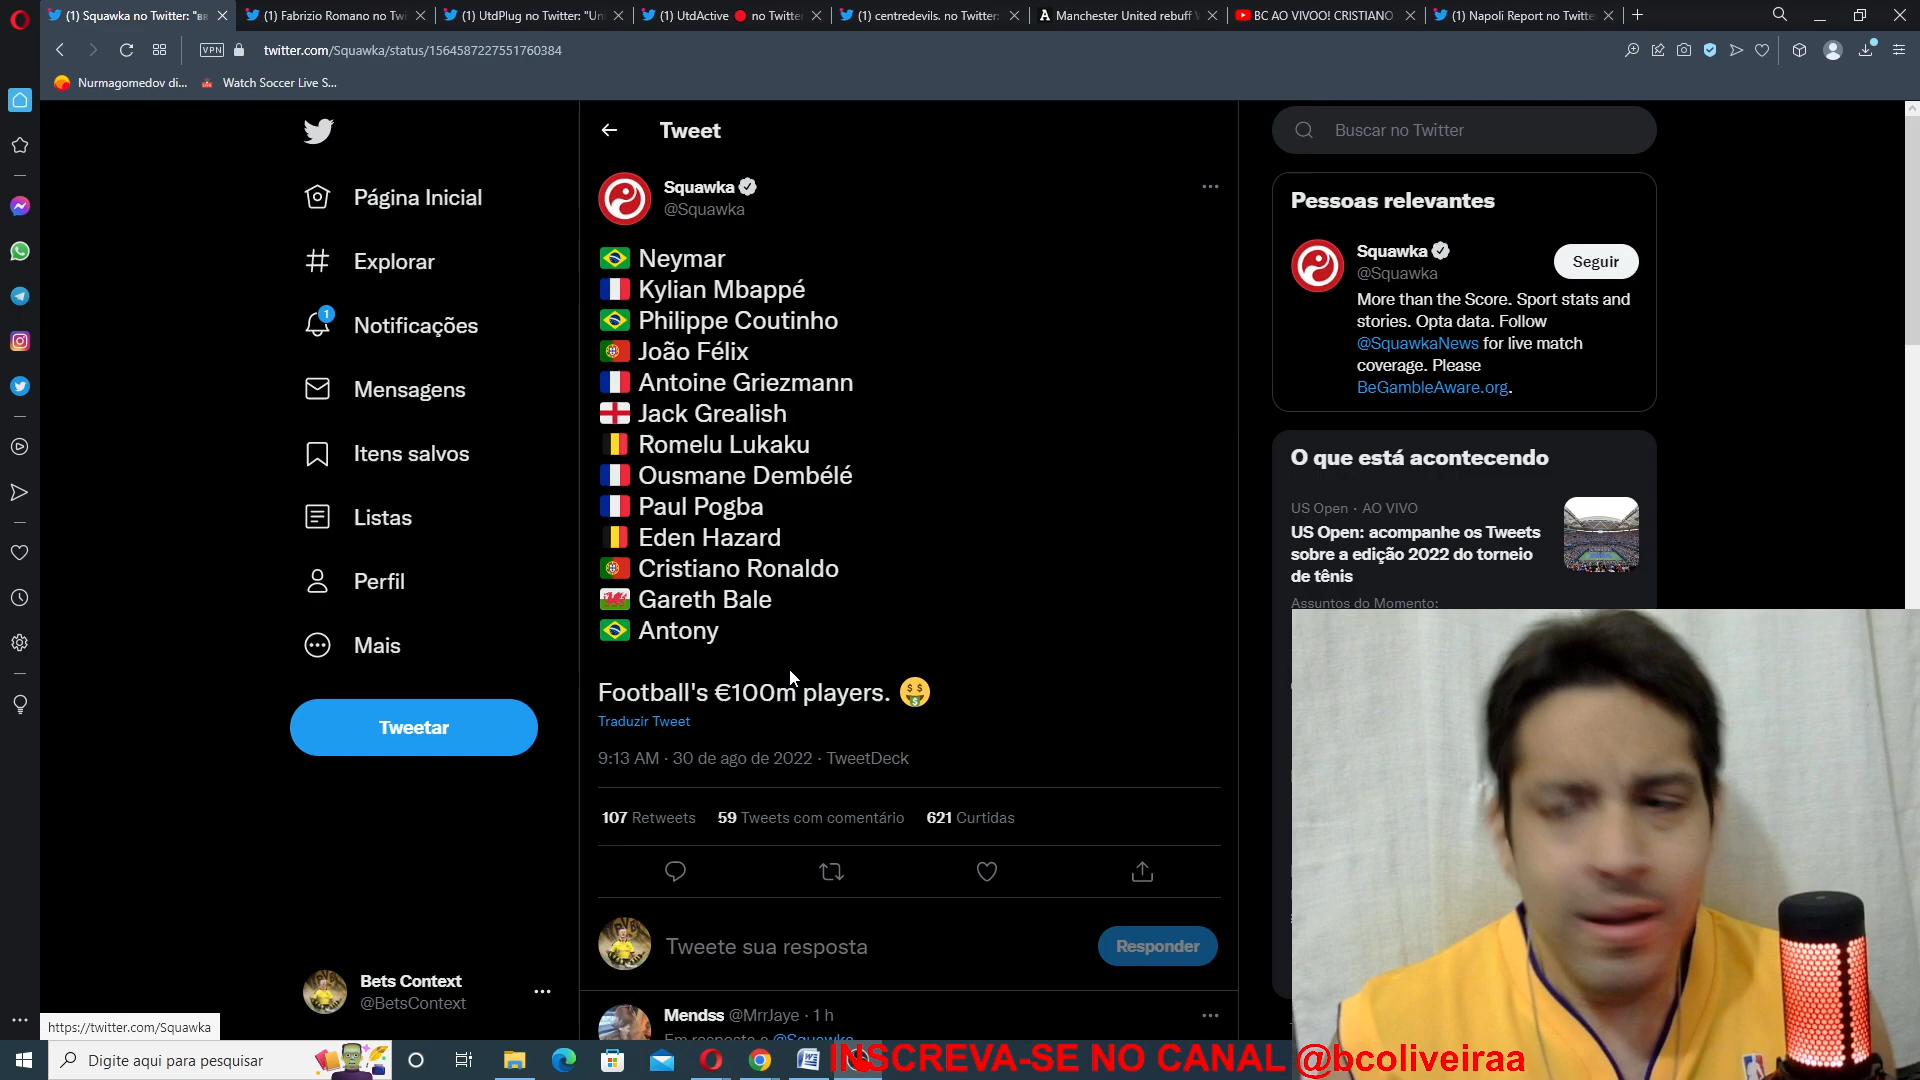 (1) Squawka no Twitter: "
(1) Fabrizio Romano no Twi
(1) UtdPlug no Twitter: "Un
(1) UtdActive 🔴 no Twitte
(1) centredevils. no Twitter:
Manchester United rebuff
BC AO VIVOO! CRISTIANO
(1) Napoli Report no Twitte
VPN
twitter.com/Squawka/status/1564587227551760384
Nurmagomedov di...
Watch Soccer Live S...
Tweet
Buscar no Twitter
Squawka
@Squawka
Página Inicial
Explorar
1
Notificações
Mensagens
Itens salvos
Listas
Perfil
Mais
Tweetar
🇧🇷 Neymar
🇫🇷 Kylian Mbappé
🇧🇷 Philippe Coutinho
🇵🇹 João Félix
🇫🇷 Antoine Griezmann
🏴󠁧󠁢󠁥󠁮󠁧󠁿 Jack Grealish
🇧🇪 Romelu Lukaku
🇫🇷 Ousmane Dembélé
🇫🇷 Paul Pogba
🇧🇪 Eden Hazard
🇵🇹 Cristiano Ronaldo
🏴󠁧󠁢󠁷󠁬󠁳󠁿 Gareth Bale
🇧🇷 Antony
Football's €100m players. 🤑
Traduzir Tweet
9:13 AM · 30 de ago de 2022 · TweetDeck
107 Retweets 59 Tweets com comentário 621 Curtidas
Tweete sua resposta
Responder
Mendss @MrrJaye · 1 h
Em resposta a @Squawka
Pessoas relevantes
Squawka
@Squawka
Seguir
More than the Score. Sport stats and
stories. Opta data. Follow
@SquawkaNews for live match
coverage. Please
BeGambleAware.org.
O que está acontecendo
US Open · AO VIVO
US Open: acompanhe os Tweets
sobre a edição 2022 do torneio
de tênis
Assuntos do Momento:
Bets Context
@BetsContext
https://twitter.com/Squawka
Digite aqui para pesquisar
INSCREVA-SE NO CANAL @bcoliveiraa